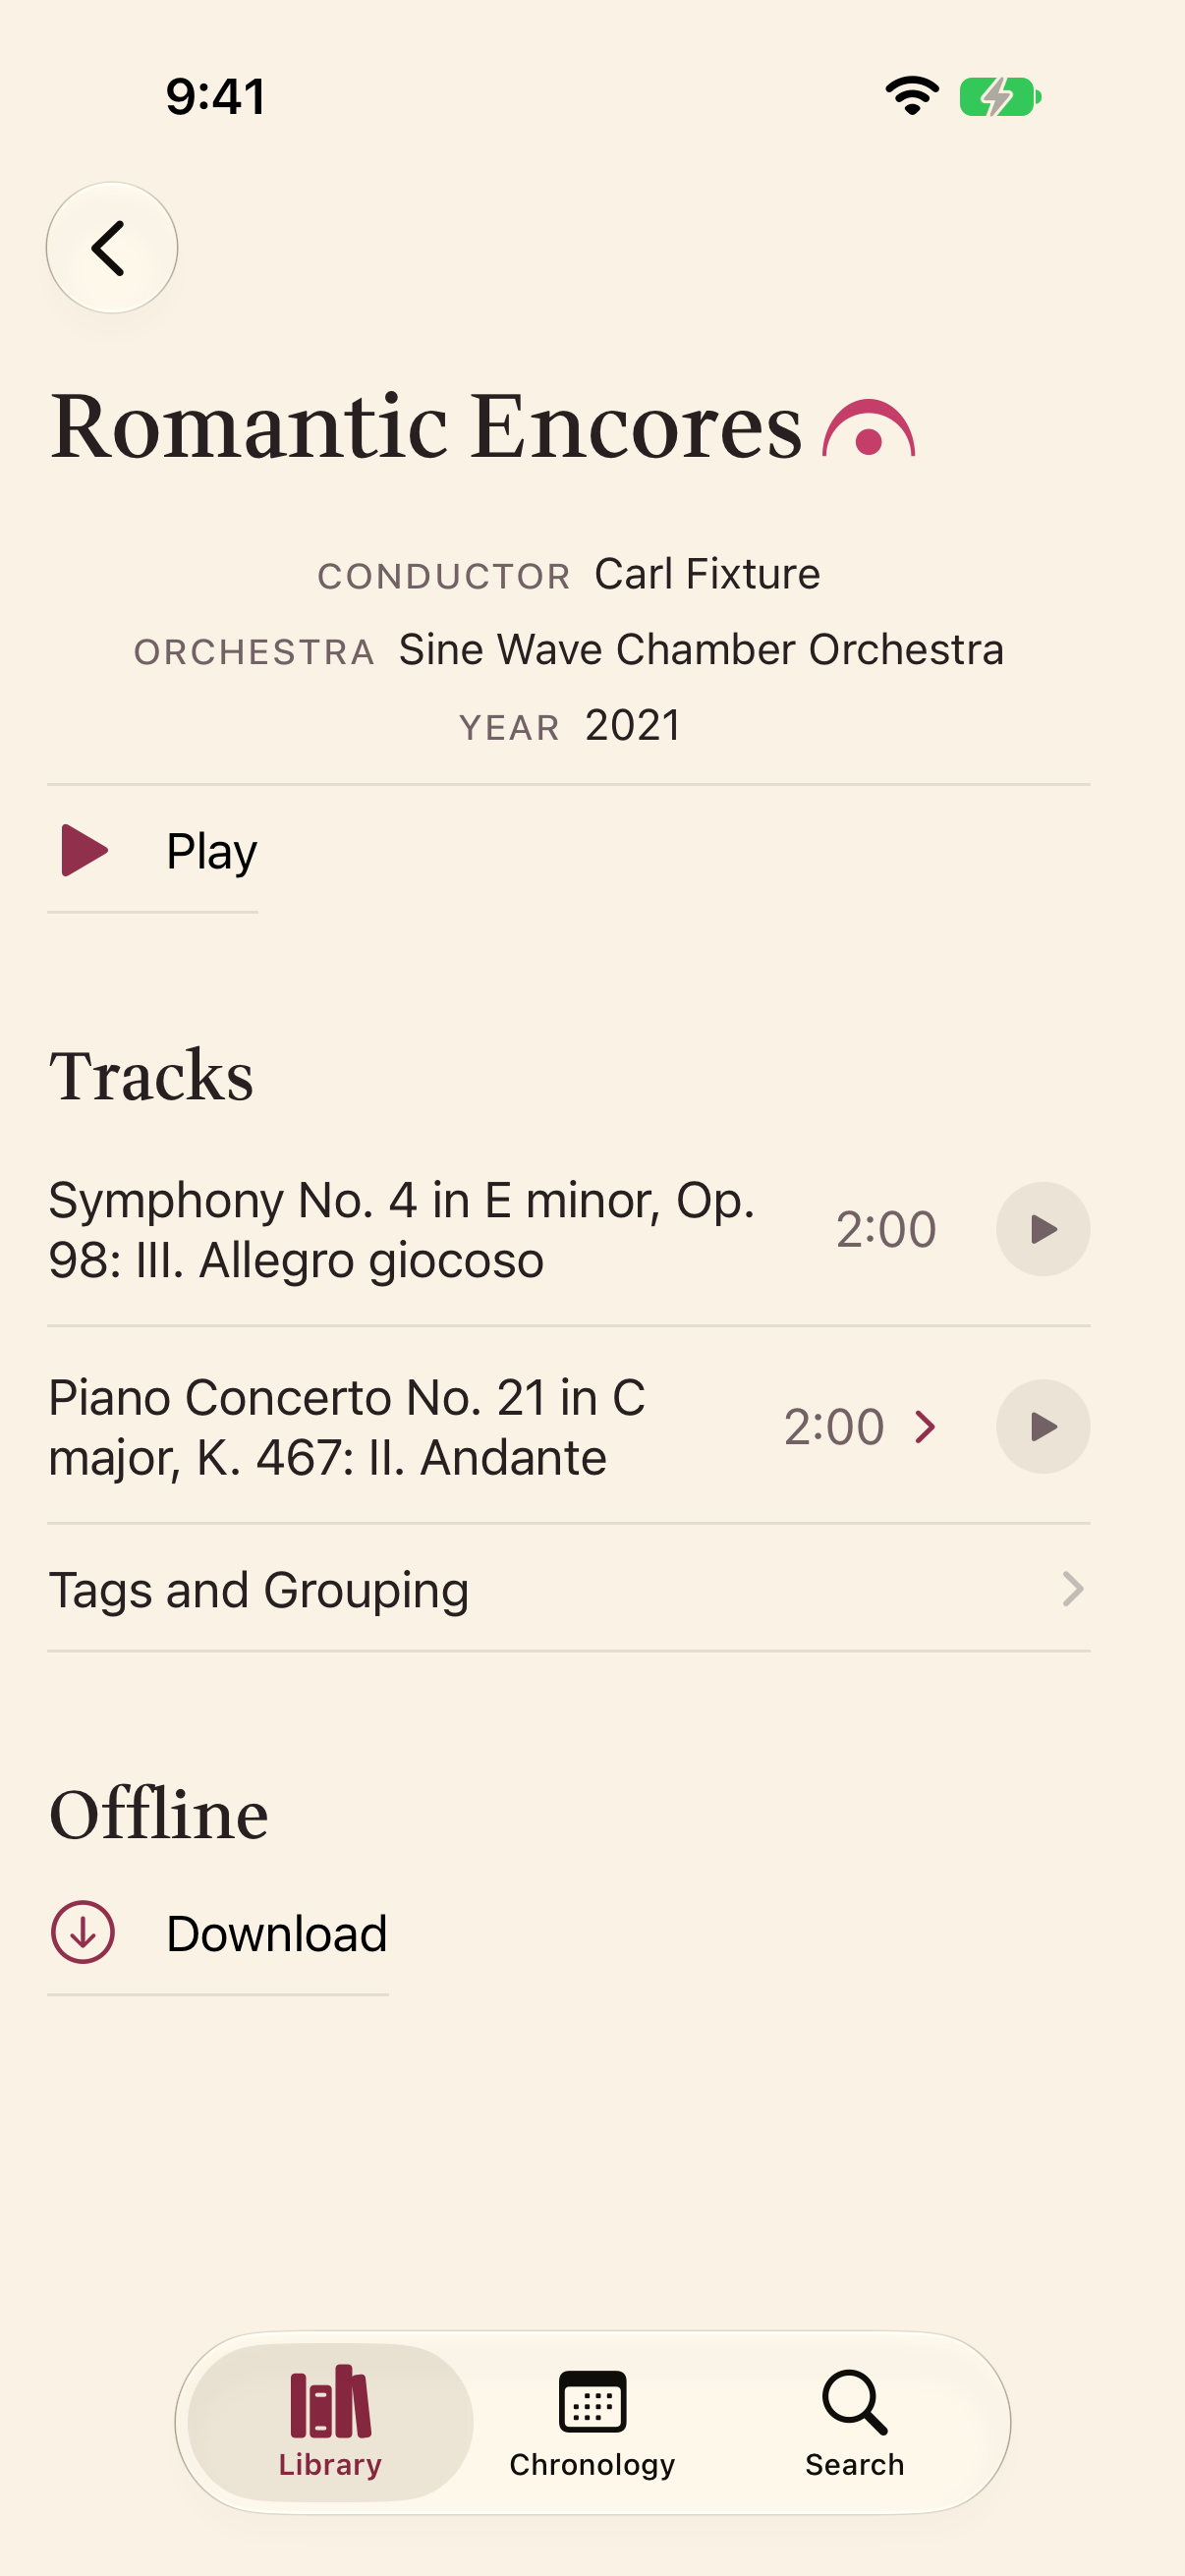 9:41
Romantic Encores
CONDUCTOR Carl Fixture
ORCHESTRA Sine Wave Chamber Orchestra
YEAR 2021
Play
Tracks
Symphony No. 4 in E minor, Op.
98: III. Allegro giocoso
2:00
Piano Concerto No. 21 in C
major, K. 467: II. Andante
2:00
Tags and Grouping
Offline
Download
Library
Chronology
Search